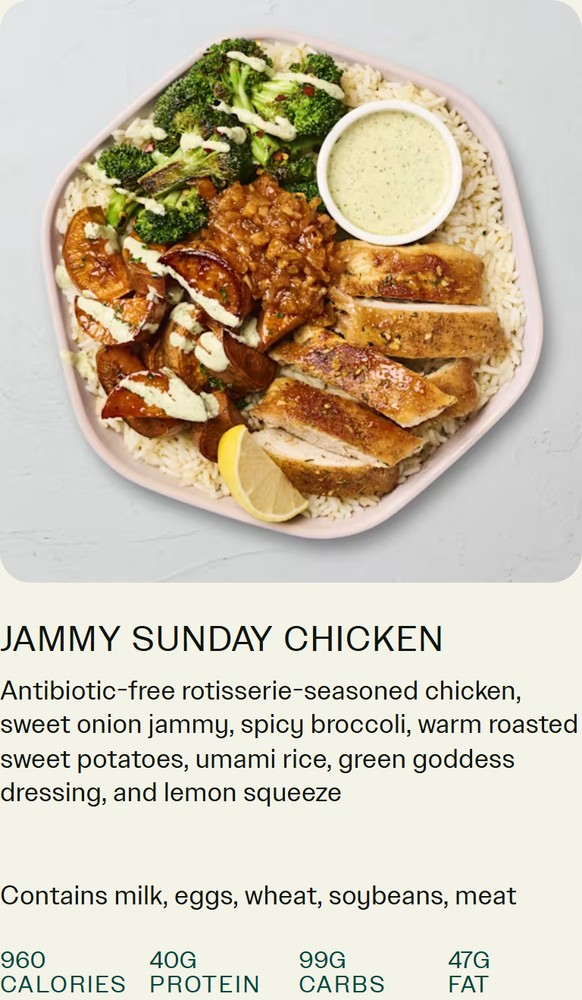 JAMMY SUNDAY CHICKEN
Antibiotic-free rotisserie-seasoned chicken,
sweet onion jammy, spicy broccoli, warm roasted
sweet potatoes, umami rice, green goddess
dressing, and lemon squeeze
Contains milk, eggs, wheat, soybeans, meat
960 40G 99G 47G
CALORIES PROTEIN CARBS FAT